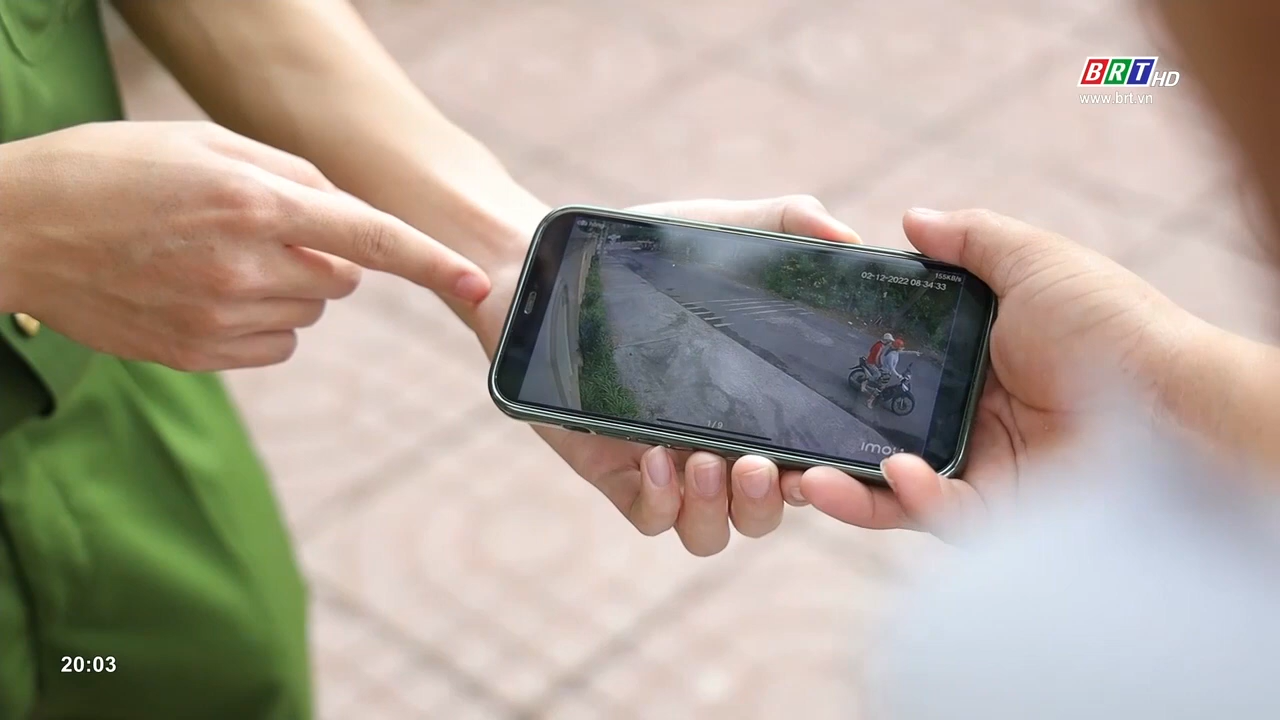 BRT HD
www.brt.vn
155KB/s
02-12-2022 08:34:33
1/9
imou
20:03